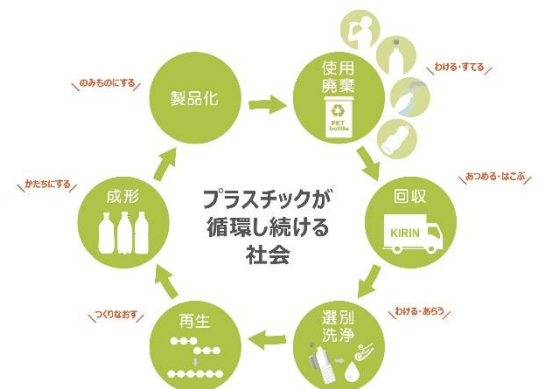 のみものにする
製品化
使用
廃棄
PET
bottle
わける・すてる
あつめる・はこぶ
回収
KIRIN
わける・あらう
選別
洗浄
つくりなおす
再生
かたちにする
成形
プラスチックが
循環し続ける
社会